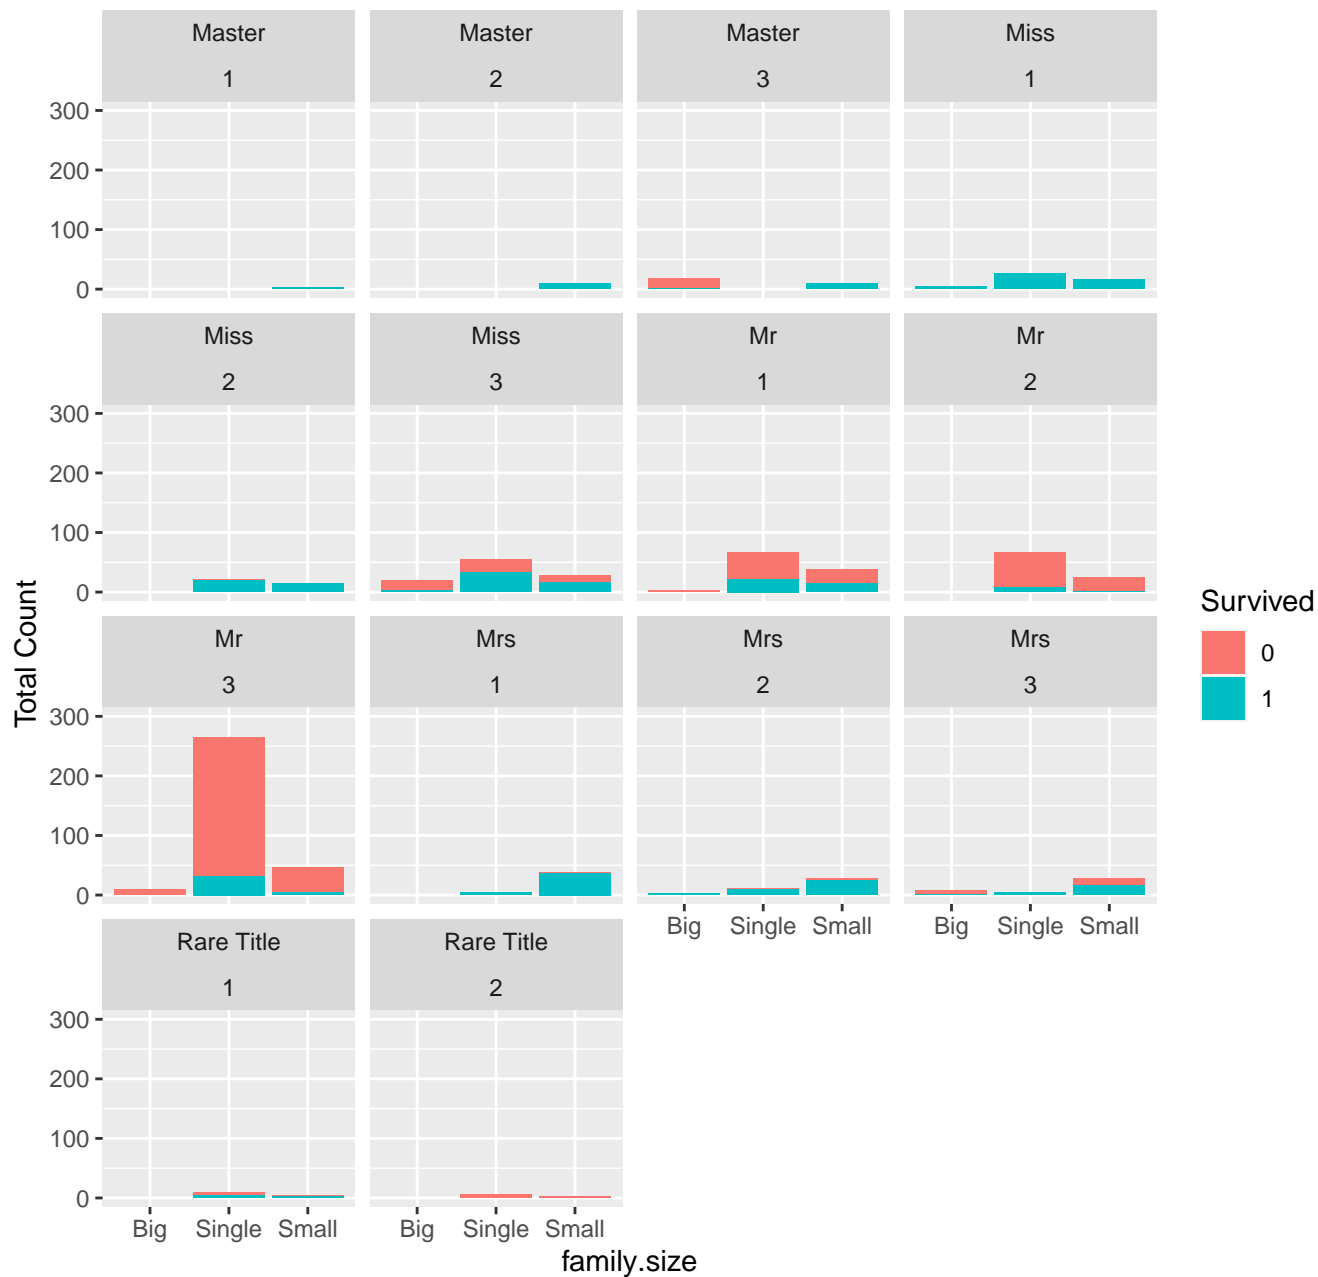 Master Master Master Miss
1 2 3 1
300
200
100
0
Miss Miss Mr Mr
2 3 1 2
300
200
100
0
Mr Mrs Mrs Mrs
3 1 2 3
300
200
100
0
Big Single Small Big Single Small
Rare Title Rare Title
1 2
300
200
100
0
Big Single Small Big Single Small
family.size
Total Count
Survived
0
1